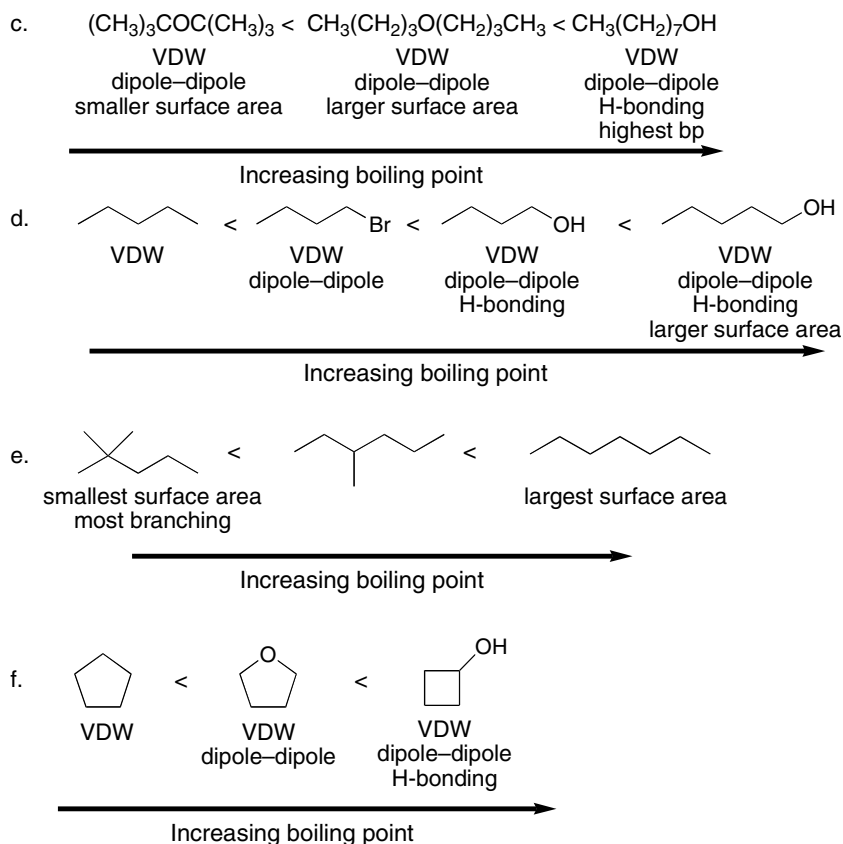 c. (CH₃)₃COC(CH₃)₃ < CH₃(CH₂)₃O(CH₂)₃CH₃ < CH₃(CH₂)₇OH
VDW VDW VDW
dipole–dipole dipole–dipole dipole–dipole
smaller surface area larger surface area H-bonding
highest bp
Increasing boiling point
d. < Br < OH < OH
VDW VDW VDW VDW
dipole–dipole dipole–dipole dipole–dipole
H-bonding H-bonding
larger surface area
Increasing boiling point
e. < <
smallest surface area largest surface area
most branching
Increasing boiling point
f. < O < OH
VDW VDW VDW
dipole–dipole dipole–dipole
H-bonding
Increasing boiling point